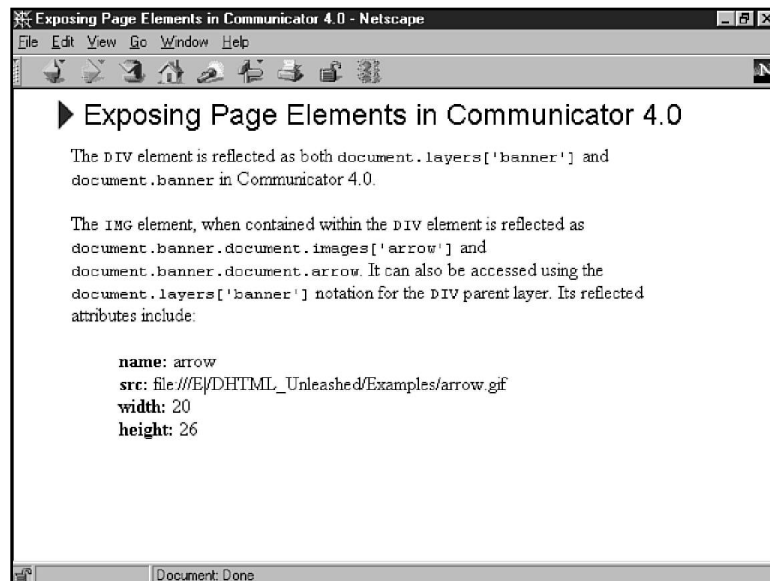 Exposing Page Elements in Communicator 4.0 - Netscape
File Edit View Go Window Help
N
Exposing Page Elements in Communicator 4.0
The DIV element is reflected as both document.layers['banner'] and
document.banner in Communicator 4.0.
The IMG element, when contained within the DIV element is reflected as
document.banner.document.images['arrow'] and
document.banner.document.arrow. It can also be accessed using the
document.layers['banner'] notation for the DIV parent layer. Its reflected
attributes include:
name: arrow
src: file:///E|/DHTML_Unleashed/Examples/arrow.gif
width: 20
height: 26
Document: Done